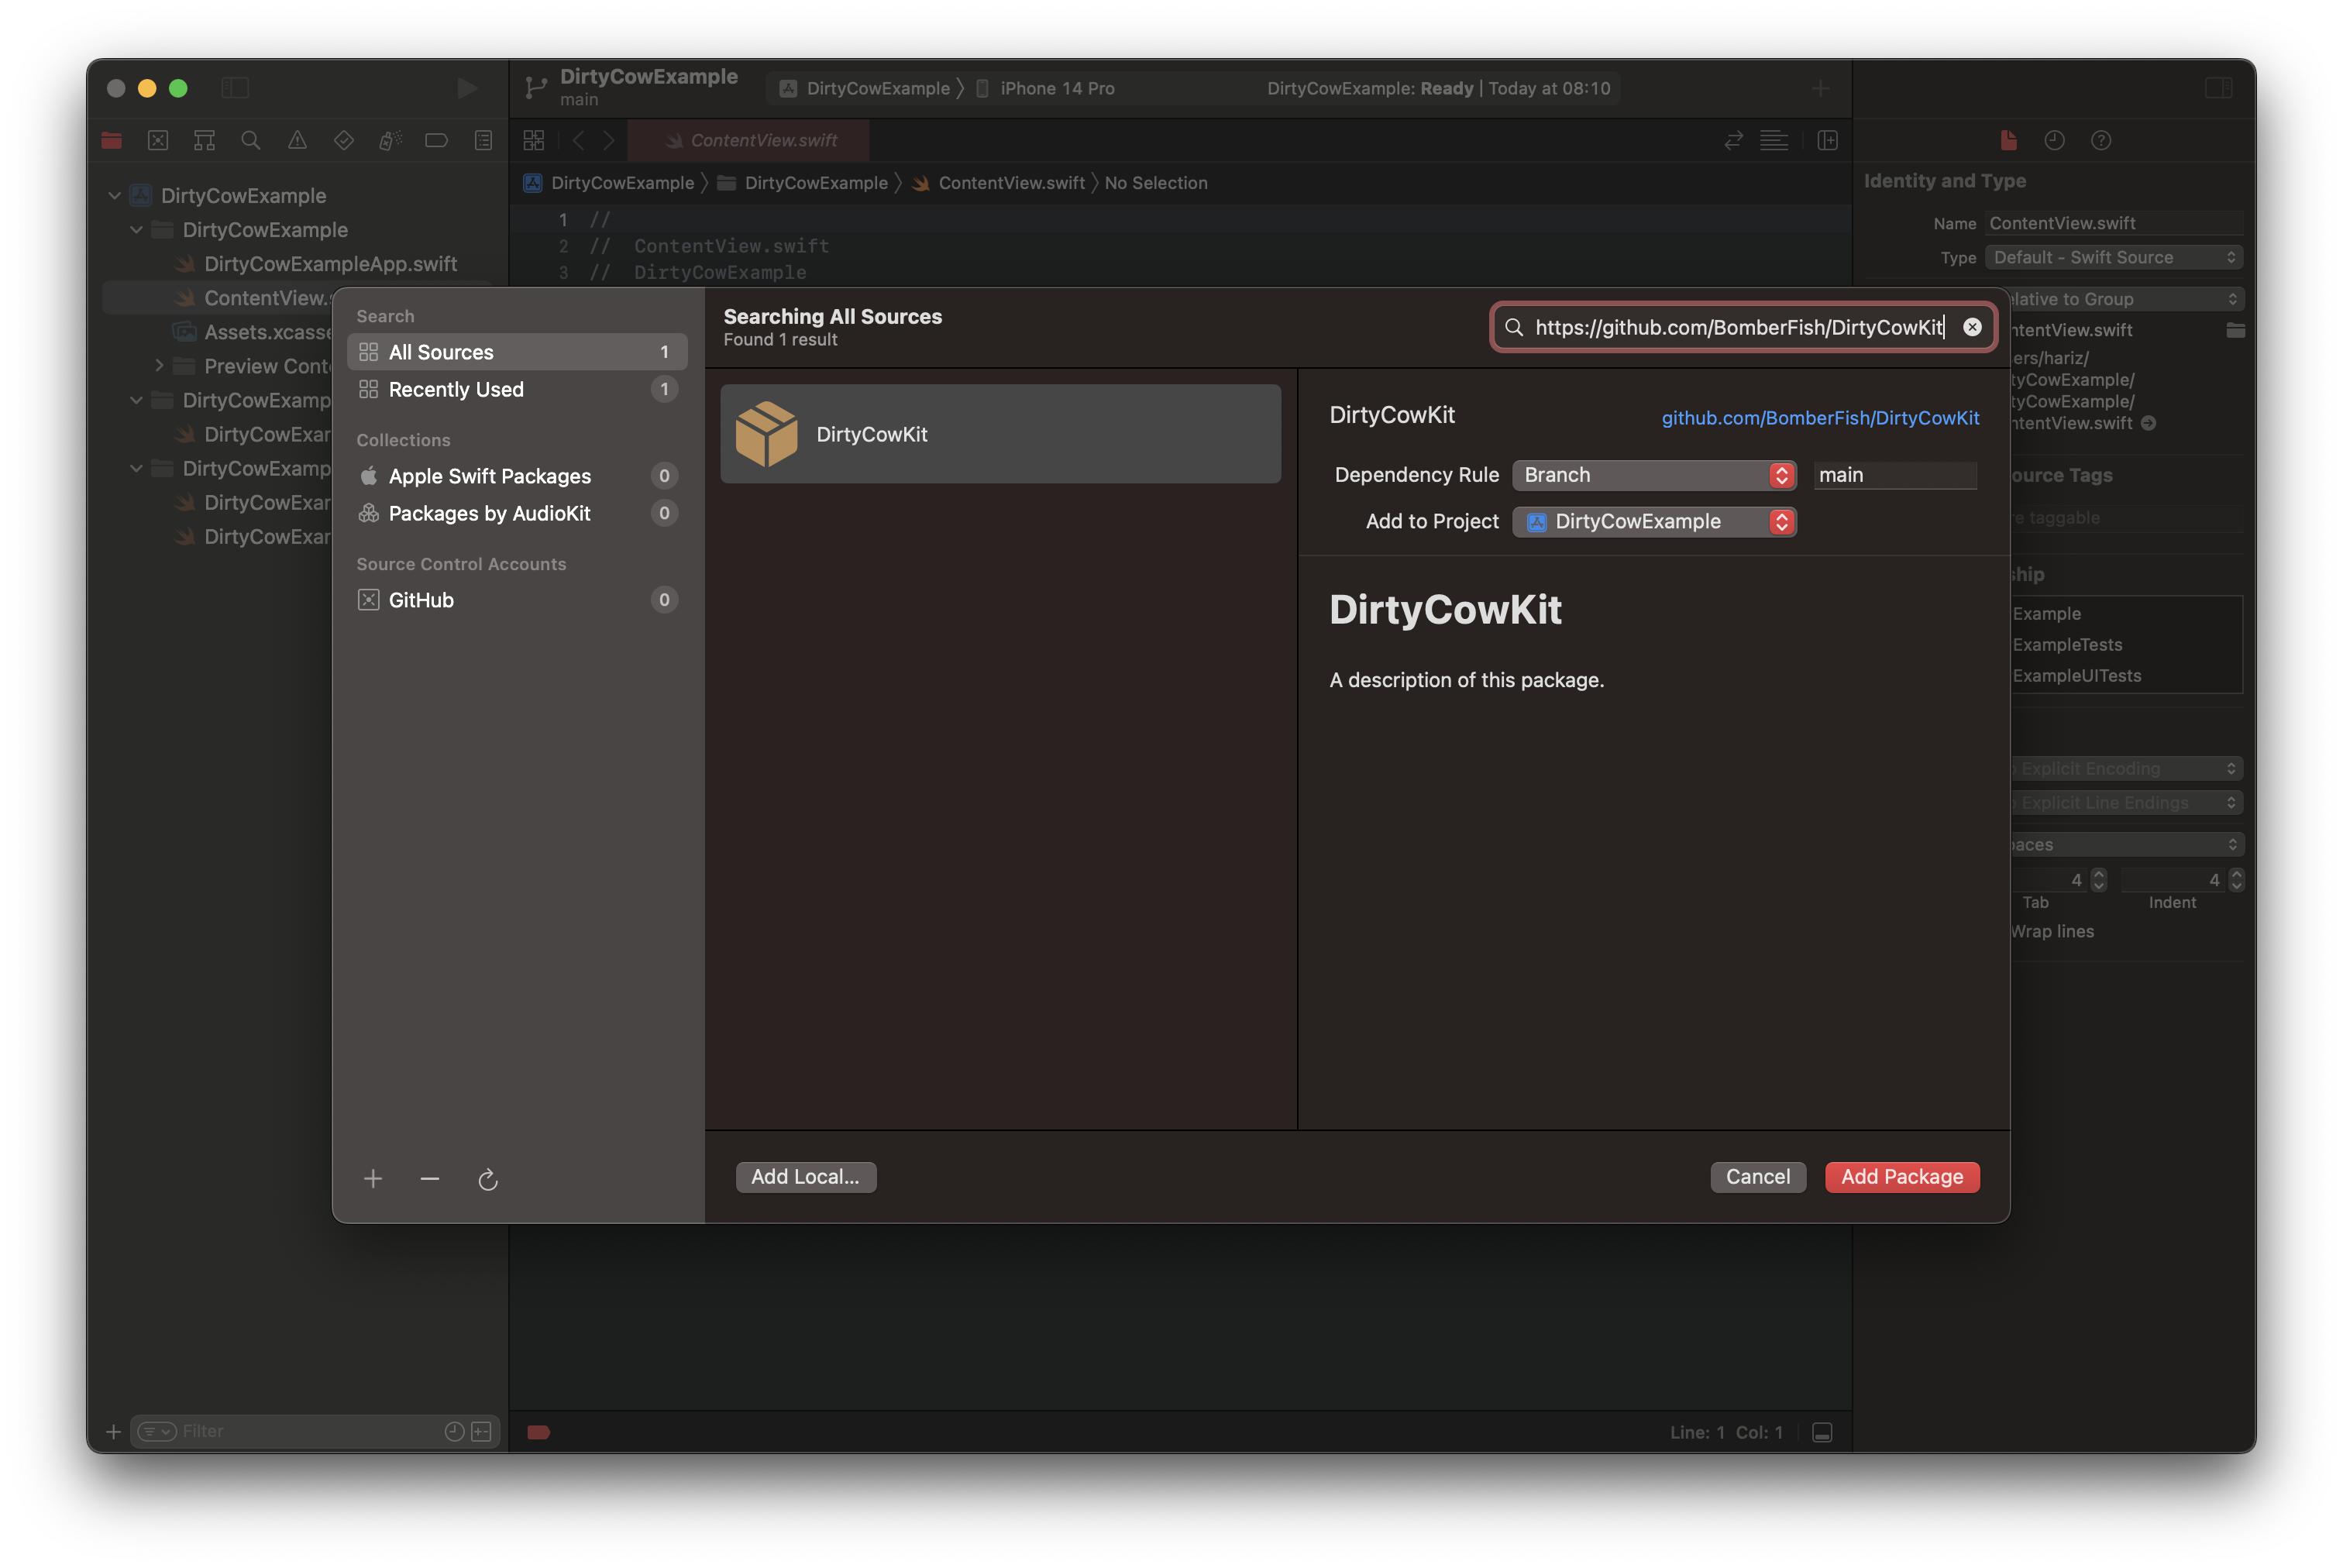 DirtyCowExample
main
DirtyCowExample 〉 iPhone 14 Pro
DirtyCowExample: Ready | Today at 08:10
ContentView.swift
DirtyCowExample 〉 DirtyCowExample 〉 ContentView.swift 〉 No Selection
DirtyCowExample
DirtyCowExample
DirtyCowExampleApp.swift
ContentView.s
Assets.xcasse
Preview Conte
DirtyCowExamp
DirtyCowExar
DirtyCowExamp
DirtyCowExar
DirtyCowExar
1 //
2 // ContentView.swift
3 // DirtyCowExample
Identity and Type
Name ContentView.swift
Type Default - Swift Source
elative to Group
ntentView.swift
ers/hariz/
tyCowExample/
tyCowExample/
ntentView.swift
ource Tags
e taggable
ship
Example
ExampleTests
ExampleUITests
Explicit Encoding
Explicit Line Endings
paces
4 4
Tab Indent
Wrap lines
Search
All Sources 1
Recently Used 1
Collections
Apple Swift Packages 0
Packages by AudioKit 0
Source Control Accounts
GitHub 0
Searching All Sources
Found 1 result
https://github.com/BomberFish/DirtyCowKit
DirtyCowKit
DirtyCowKit
github.com/BomberFish/DirtyCowKit
Dependency Rule Branch main
Add to Project DirtyCowExample
DirtyCowKit
A description of this package.
Add Local...
Cancel
Add Package
Filter
Line: 1 Col: 1